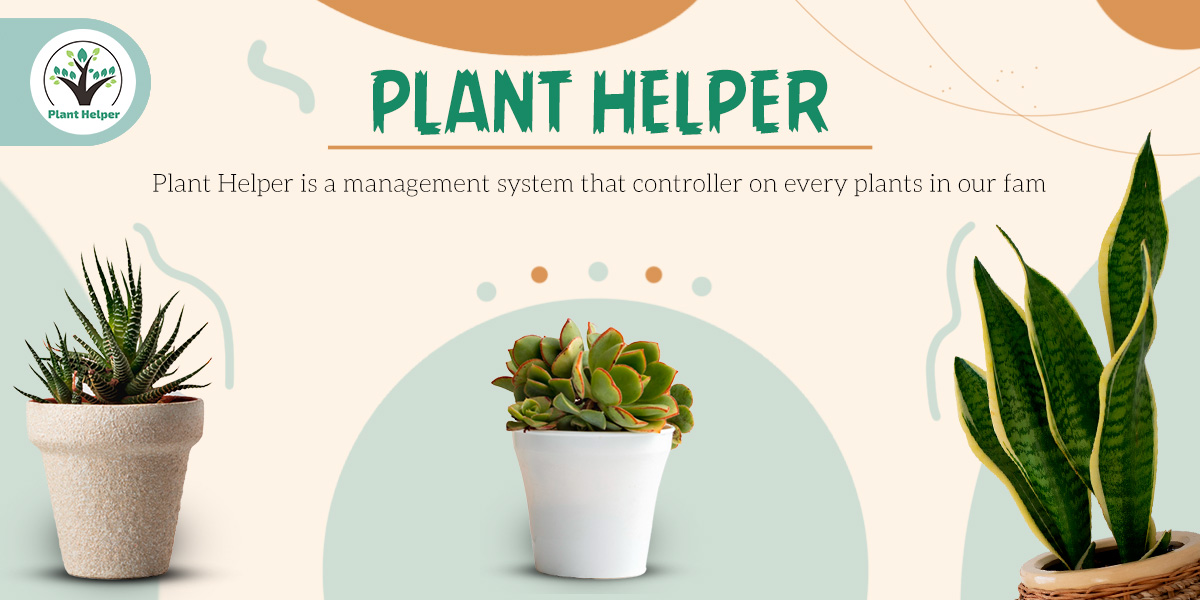 Plant Helper
PLANT HELPER
Plant Helper is a management system that controller on every plants in our fam